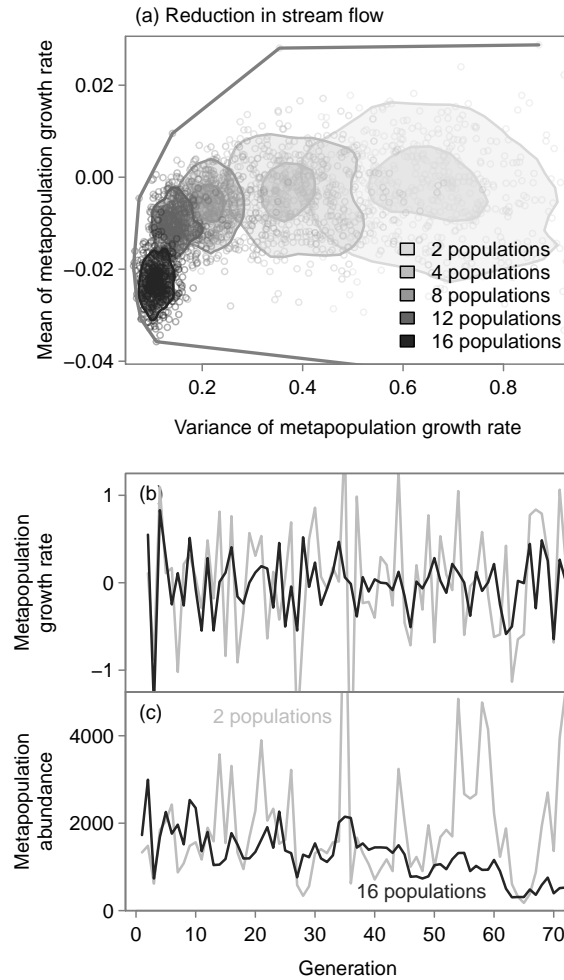 (a) Reduction in stream flow
Mean of metapopulation growth rate
0.02
0.00
−0.02
−0.04
2 populations
4 populations
8 populations
12 populations
16 populations
0.2 0.4 0.6 0.8
Variance of metapopulation growth rate
(b)
Metapopulation
growth rate
1
0
−1
(c)
2 populations
Metapopulation
abundance
4000
2000
0
16 populations
0 10 20 30 40 50 60 70
Generation